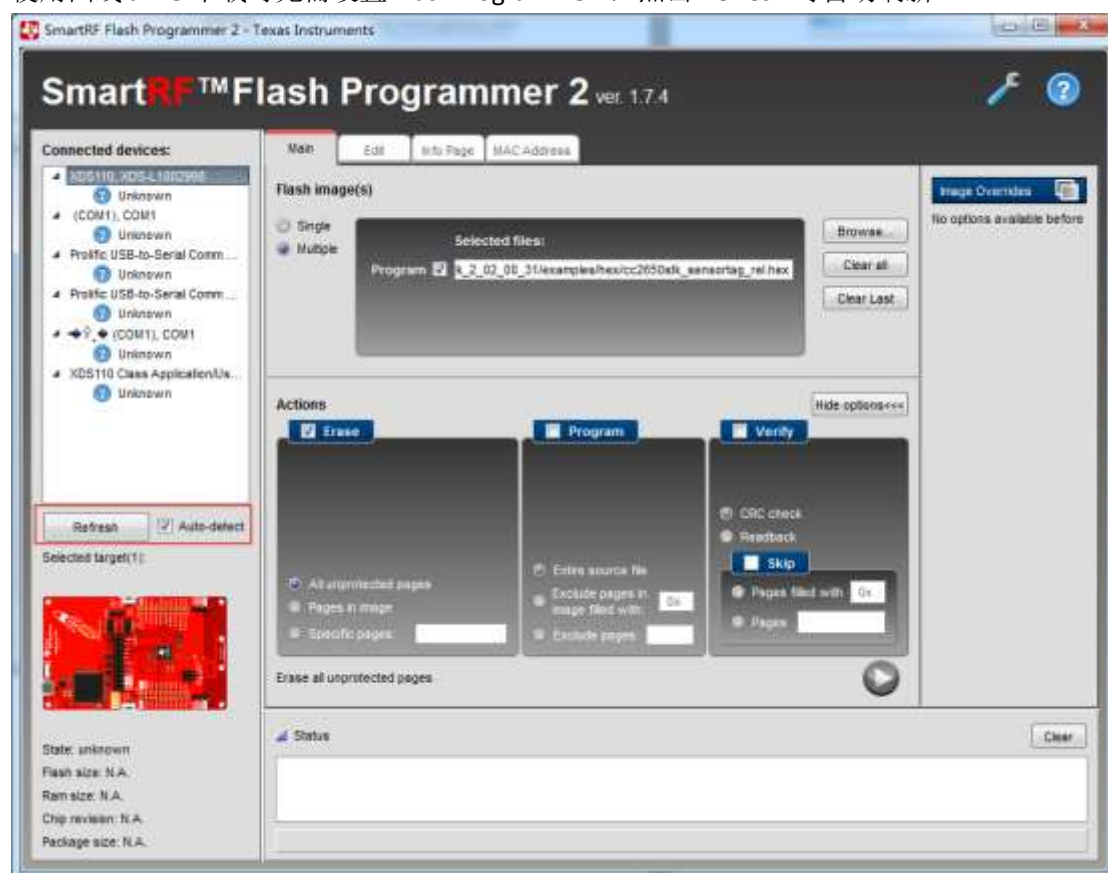 SmartRF Flash Programmer 2 - Texas Instruments
SmartRF™Flash Programmer 2 ver. 1.7.4
Connected devices:
XDS110, XDS-
Unknown
(COM1), COM1
Unknown
Prolific USB-to-Serial Comm...
Unknown
Prolific USB-to-Serial Comm...
Unknown
(COM1), COM1
Unknown
XDS110 Class Application/Us...
Unknown
Refresh
Auto-detect
Selected target(1):
State: unknown
Flash size: N.A.
Ram size: N.A.
Chip revision: N.A.
Package size: N.A.
Main
Edit
Info Page
MAC Address
Flash image(s)
Single
Multiple
Selected files:
Program k_2_02_00_31/examples/hex/cc2650stk_sensortag_rel.hex
Browse...
Clear all
Clear Last
Actions
Hide options<<<
Erase
All unprotected pages
Pages in image
Specific pages:
Program
Entire source file
Exclude pages in
image filled with: 0x
Exclude pages:
Verify
CRC check
Readback
Skip
Pages filled with 0x
Pages
Erase all unprotected pages
Status
Clear
Image Overrides
No options available before